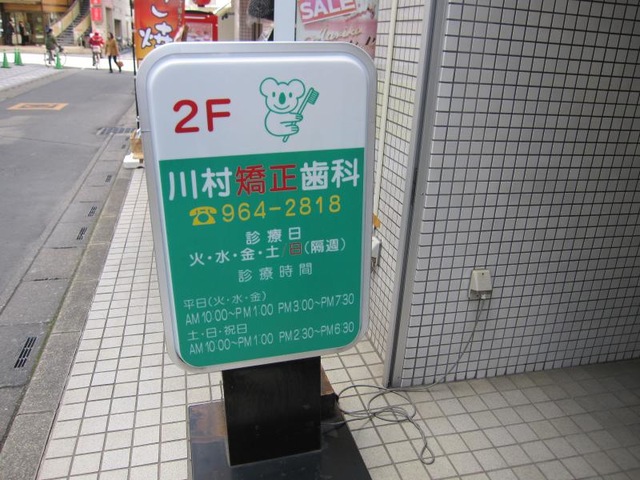 SALE
2F
川村矯正歯科
☎964-2818
診療日
火・水・金・土/日(隔週)
診療時間
平日(火・水・金)
AM10:00~PM1:00 PM3:00~PM7:30
土・日・祝日
AM10:00~PM1:00 PM2:30~PM6:30